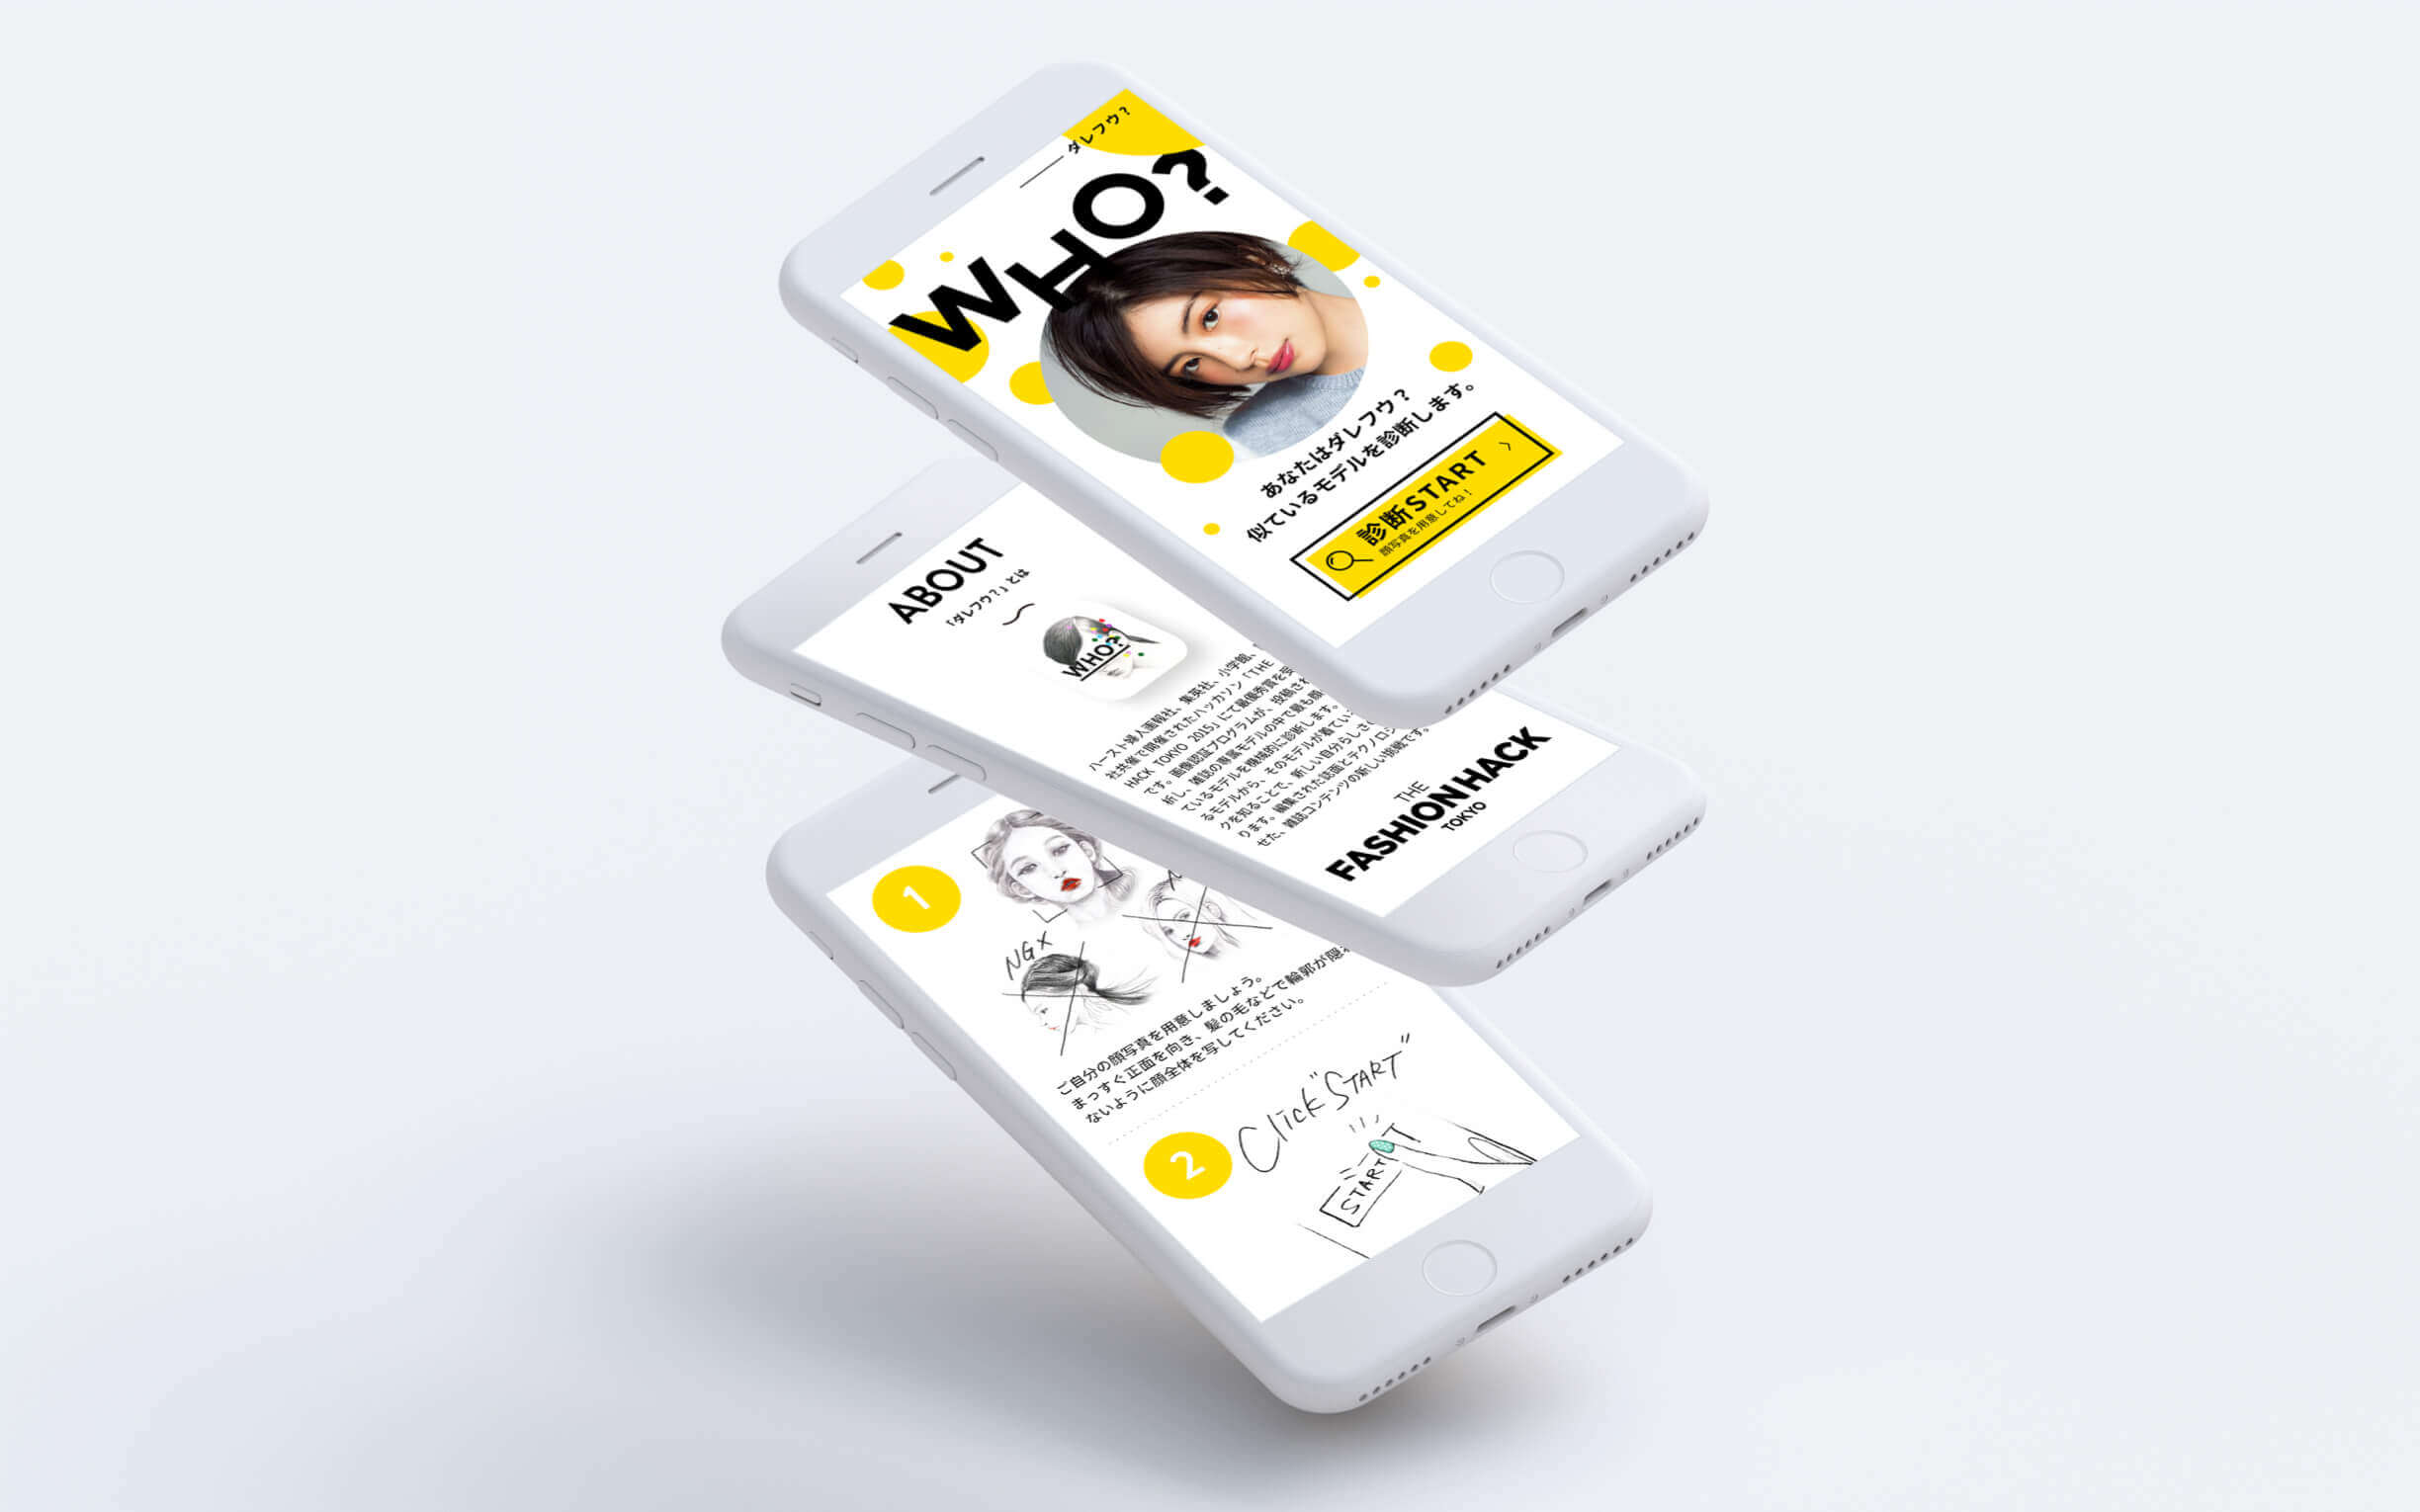 ダレフウ?
WHO?
あなたはダレフウ?
似ているモデルを診断します。
診断START
顔写真を用意してね!
ABOUT
「ダレフウ?」とは
WHO?
ハースト婦人画報社、集英社、小学館、
社共催で開催されたハッカソン「THE
HACK TOKYO 2015」にて最優秀賞を受
です。画像認証プログラムが、投稿され
析し、雑誌の専属モデルの中で最も顔
ているモデルを機械的に診断します。
るモデルから、そのモデルが着てい
クを知ることで、新しい自分らしさ
ります。編集された誌面とテクノロジ
せた、雑誌コンテンツの新しい挑戦です。
THE
FASHION HACK
TOKYO
1
NG×
ご自分の顔写真を用意しましょう。
まっすぐ正面を向き、髪の毛などで輪郭が隠れ
ないように顔全体を写してください。
2
Click "START"
START